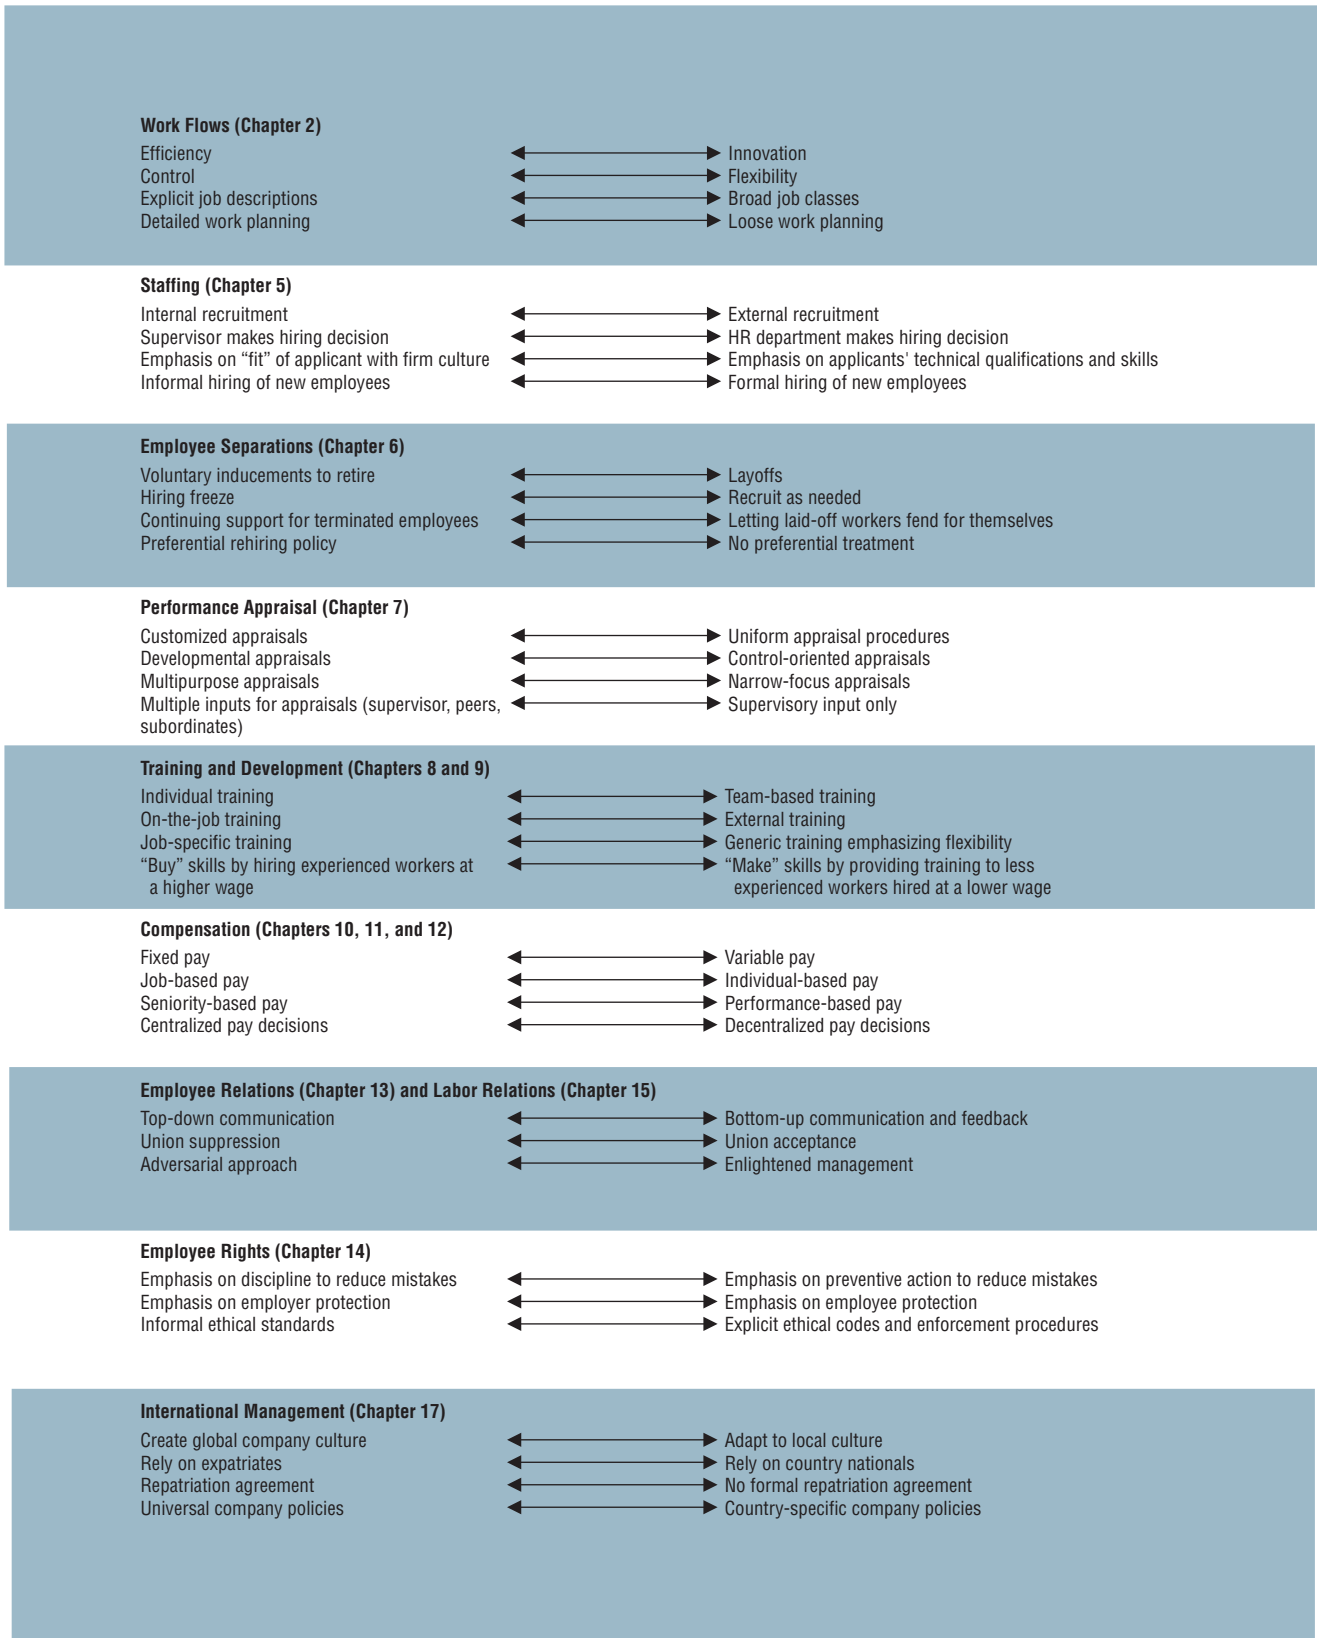 Work Flows (Chapter 2)
Efficiency Innovation
Control Flexibility
Explicit job descriptions Broad job classes
Detailed work planning Loose work planning
Staffing (Chapter 5)
Internal recruitment External recruitment
Supervisor makes hiring decision HR department makes hiring decision
Emphasis on “fit” of applicant with firm culture Emphasis on applicants' technical qualifications and skills
Informal hiring of new employees Formal hiring of new employees
Employee Separations (Chapter 6)
Voluntary inducements to retire Layoffs
Hiring freeze Recruit as needed
Continuing support for terminated employees Letting laid-off workers fend for themselves
Preferential rehiring policy No preferential treatment
Performance Appraisal (Chapter 7)
Customized appraisals Uniform appraisal procedures
Developmental appraisals Control-oriented appraisals
Multipurpose appraisals Narrow-focus appraisals
Multiple inputs for appraisals (supervisor, peers, Supervisory input only
subordinates)
Training and Development (Chapters 8 and 9)
Individual training Team-based training
On-the-job training External training
Job-specific training Generic training emphasizing flexibility
“Buy” skills by hiring experienced workers at “Make” skills by providing training to less
a higher wage experienced workers hired at a lower wage
Compensation (Chapters 10, 11, and 12)
Fixed pay Variable pay
Job-based pay Individual-based pay
Seniority-based pay Performance-based pay
Centralized pay decisions Decentralized pay decisions
Employee Relations (Chapter 13) and Labor Relations (Chapter 15)
Top-down communication Bottom-up communication and feedback
Union suppression Union acceptance
Adversarial approach Enlightened management
Employee Rights (Chapter 14)
Emphasis on discipline to reduce mistakes Emphasis on preventive action to reduce mistakes
Emphasis on employer protection Emphasis on employee protection
Informal ethical standards Explicit ethical codes and enforcement procedures
International Management (Chapter 17)
Create global company culture Adapt to local culture
Rely on expatriates Rely on country nationals
Repatriation agreement No formal repatriation agreement
Universal company policies Country-specific company policies